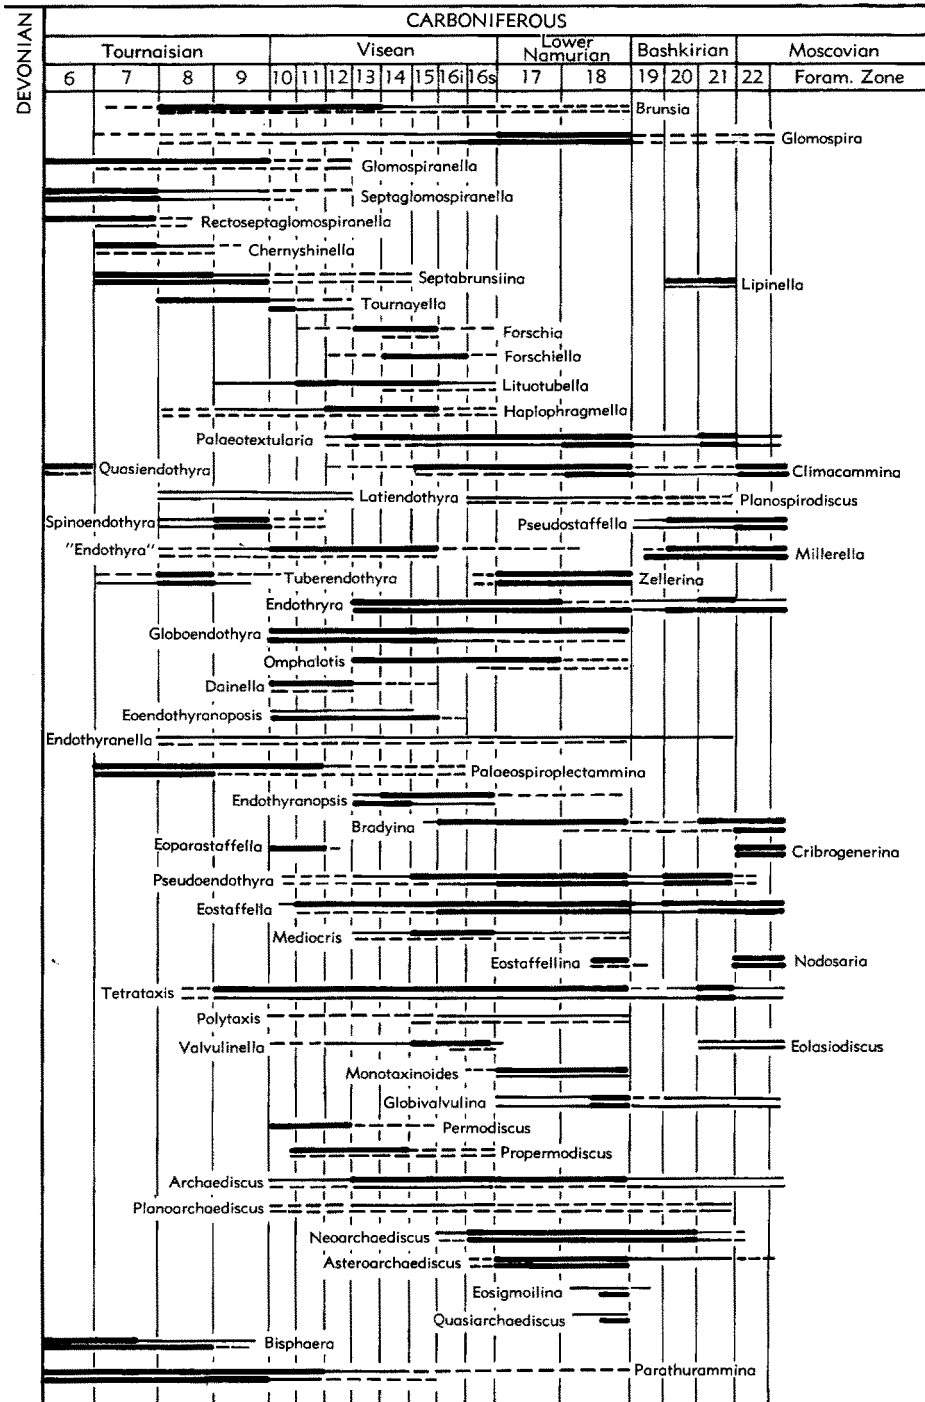 DEVONIAN
CARBONIFEROUS
Tournaisian Visean Lower Namurian Bashkirian Moscovian
6 7 8 9 10 11 12 13 14 15 16i 16s 17 18 19 20 21 22 Foram. Zone
Brunsia
Glomospira
Glomospiranella
Septaglomospiranella
Rectoseptaglomospiranella
Chernyshinella
Septabrunsiina
Lipinella
Tournayella
Forschia
Forschiella
Lituotubella
Haplophragmella
Palaeotextularia
Quasiendothyra Climacammina
Latiendothyra Planospirodiscus
Spinoendothyra Pseudostaffella
"Endothyra" Millerella
Tuberendothyra Zellerina
Endothryra
Globoendothyra
Omphalotis
Dainella
Eoendothyranoposis
Endothyranella
Palaeospiroplectammina
Endothyranopsis
Bradyina
Eoparastaffella Cribrogenerina
Pseudoendothyra
Eostaffella
Mediocris
Eostaffellina Nodosaria
Tetrataxis
Polytaxis
Valvulinella Eolasiodiscus
Monotaxinoides
Globivalvulina
Permodiscus
Propermodiscus
Archaediscus
Planoarchaediscus
Neoarchaediscus
Asteroarchaediscus
Eosigmoilina
Quasiarchaediscus
Bisphaera
Parathurammina